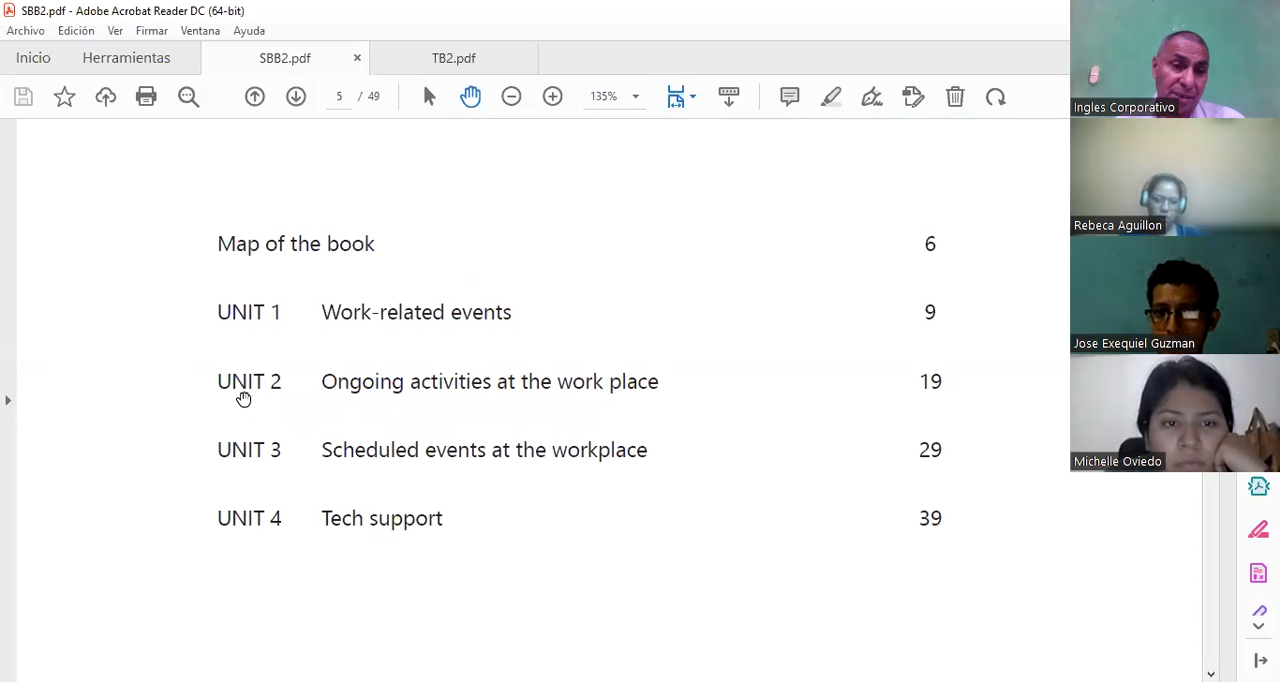 SBB2.pdf - Adobe Acrobat Reader DC (64-bit)
Archivo Edición Ver Firmar Ventana Ayuda
Inicio Herramientas SBB2.pdf × TB2.pdf
5 / 49 135%
Map of the book 6
UNIT 1 Work-related events 9
UNIT 2 Ongoing activities at the work place 19
UNIT 3 Scheduled events at the workplace 29
UNIT 4 Tech support 39
Ingles Corporativo
Rebeca Aguillon
Jose Exequiel Guzman
Michelle Oviedo